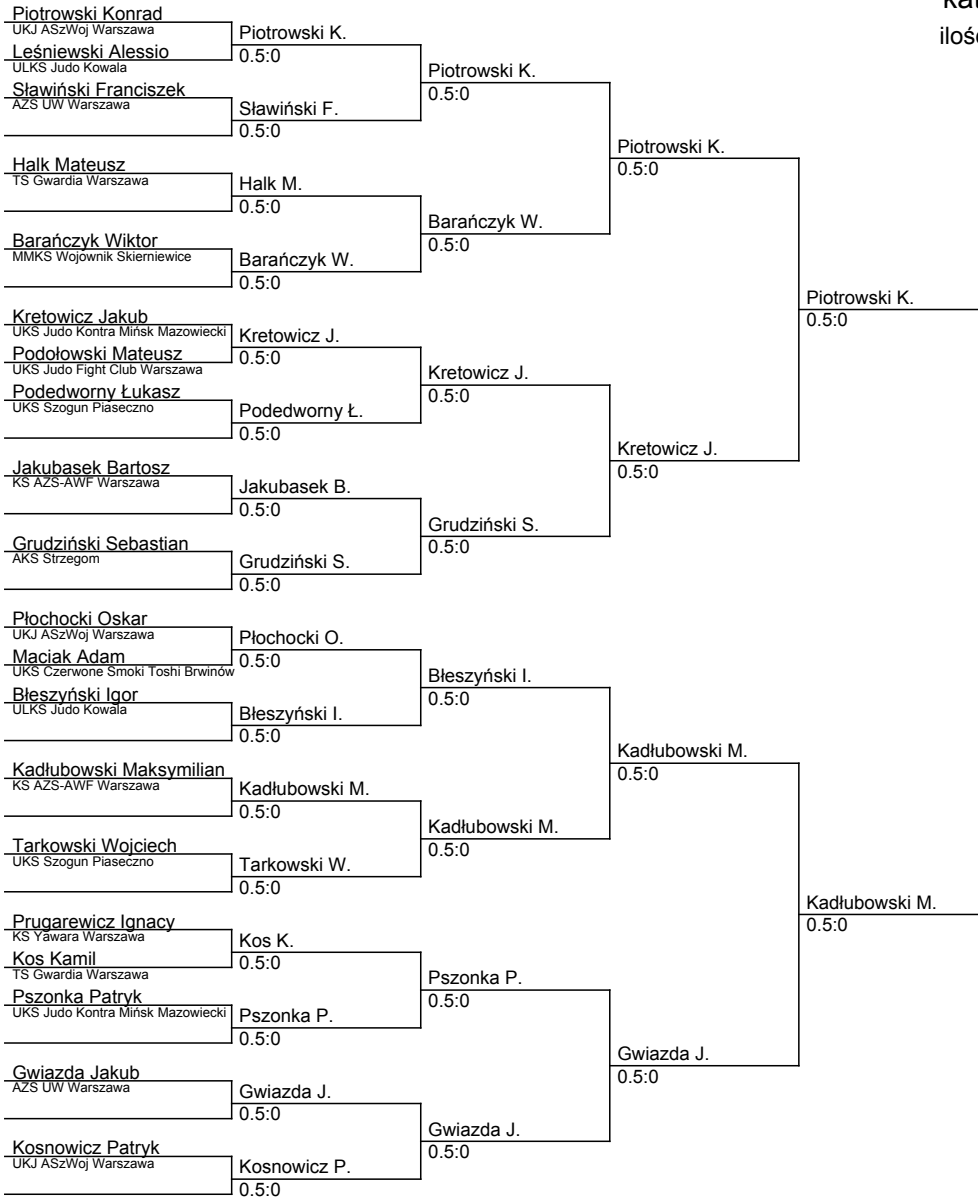 Piotrowski Konrad
UKJ ASzWoj Warszawa
Leśniewski Alessio
ULKS Judo Kowala
Sławiński Franciszek
AZS UW Warszawa
Halk Mateusz
TS Gwardia Warszawa
Barańczyk Wiktor
MMKS Wojownik Skierniewice
Kretowicz Jakub
UKS Judo Kontra Mińsk Mazowiecki
Podołowski Mateusz
UKS Judo Fight Club Warszawa
Podedworny Łukasz
UKS Szogun Piaseczno
Jakubasek Bartosz
KS AZS-AWF Warszawa
Grudziński Sebastian
AKS Strzegom
Płochocki Oskar
UKJ ASzWoj Warszawa
Maciak Adam
UKS Czerwone Smoki Toshi Brwinów
Błeszyński Igor
ULKS Judo Kowala
Kadłubowski Maksymilian
KS AZS-AWF Warszawa
Tarkowski Wojciech
UKS Szogun Piaseczno
Prugarewicz Ignacy
KS Yawara Warszawa
Kos Kamil
TS Gwardia Warszawa
Pszonka Patryk
UKS Judo Kontra Mińsk Mazowiecki
Gwiazda Jakub
AZS UW Warszawa
Kosnowicz Patryk
UKJ ASzWoj Warszawa
Piotrowski K.
0.5:0
Sławiński F.
0.5:0
Halk M.
0.5:0
Barańczyk W.
0.5:0
Kretowicz J.
0.5:0
Podedworny Ł.
0.5:0
Jakubasek B.
0.5:0
Grudziński S.
0.5:0
Płochocki O.
0.5:0
Błeszyński I.
0.5:0
Kadłubowski M.
0.5:0
Tarkowski W.
0.5:0
Kos K.
0.5:0
Pszonka P.
0.5:0
Gwiazda J.
0.5:0
Kosnowicz P.
0.5:0
Piotrowski K.
0.5:0
Barańczyk W.
0.5:0
Kretowicz J.
0.5:0
Grudziński S.
0.5:0
Błeszyński I.
0.5:0
Kadłubowski M.
0.5:0
Pszonka P.
0.5:0
Gwiazda J.
0.5:0
Piotrowski K.
0.5:0
Kretowicz J.
0.5:0
Kadłubowski M.
0.5:0
Gwiazda J.
0.5:0
Piotrowski K.
0.5:0
Kadłubowski M.
0.5:0